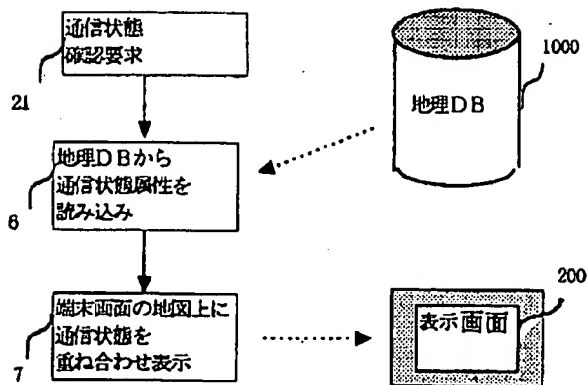 通信状態
確認要求
21
1000
地理DB
地理DBから
通信状態属性を
読み込み
6
200
端末画面の地図上に
通信状態を
重ね合わせ表示
7
表示画面